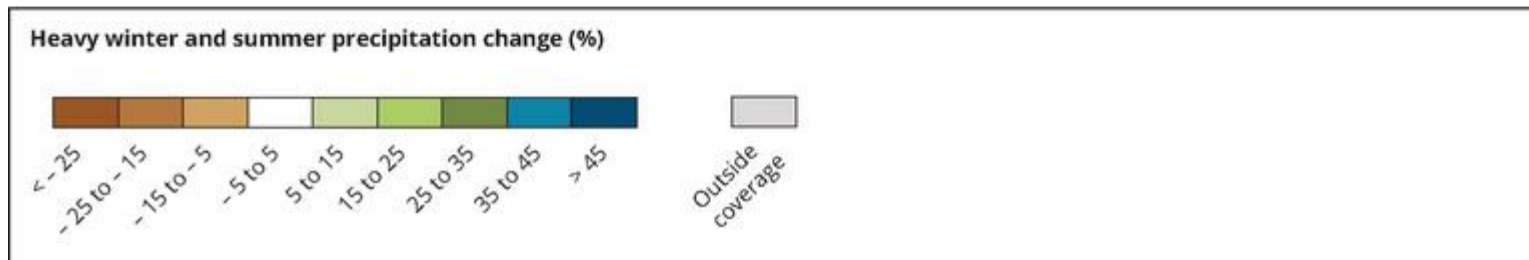 Heavy winter and summer precipitation change (%)
< – 25
– 25 to – 15
– 15 to – 5
– 5 to 5
5 to 15
15 to 25
25 to 35
35 to 45
> 45
Outside
coverage